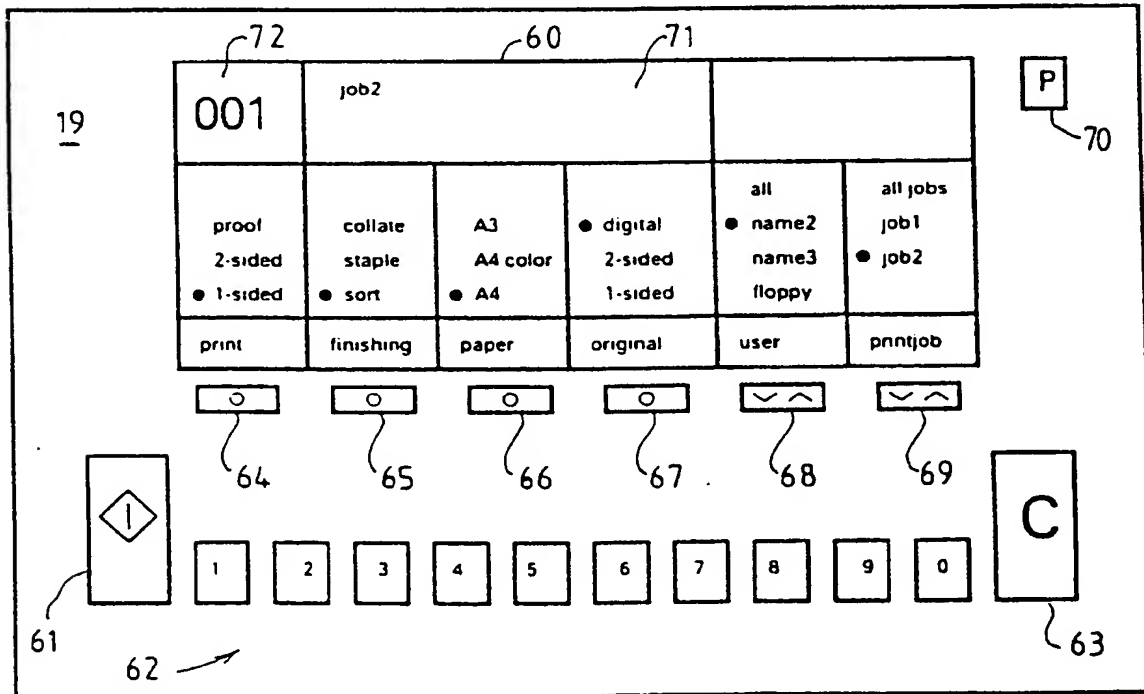 72 60 71
19
001 job2
P
70
proof collate A3 ● digital all all jobs
2-sided staple A4 color 2-sided ● name2 job1
● 1-sided ● sort ● A4 1-sided name3 ● job2
floppy
print finishing paper original user printjob
64 65 66 67 68 69
C
1 2 3 4 5 6 7 8 9 0
61
62
63